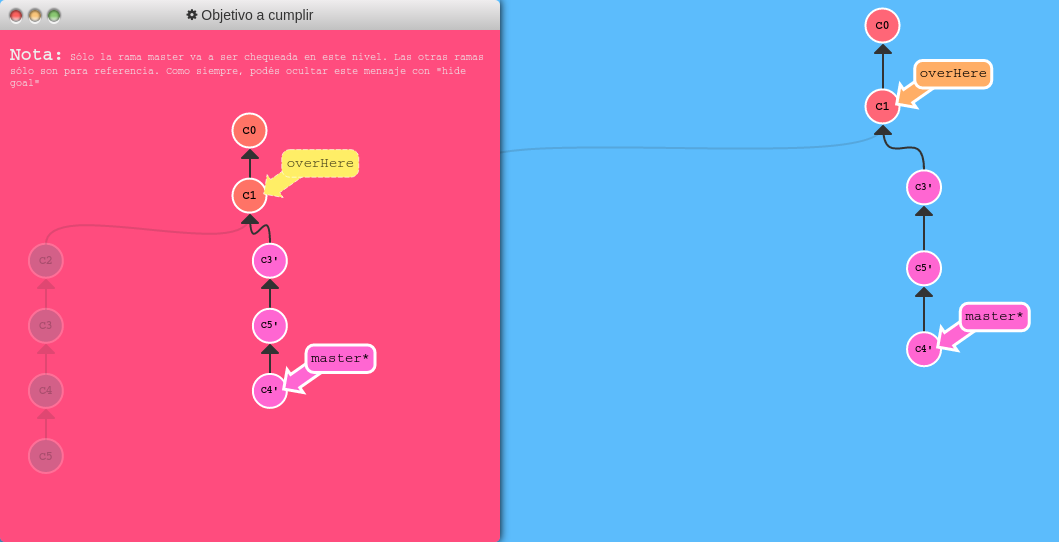 Objetivo a cumplir
Nota: Sólo la rama master va a ser chequeada en este nivel. Las otras ramas
sólo son para referencia. Como siempre, podés ocultar este mensaje con "hide
goal"
C0
overHere
C1
C2
C3'
C3
C5'
master*
C4
C4'
C5
C0
overHere
C1
C3'
C5'
master*
C4'